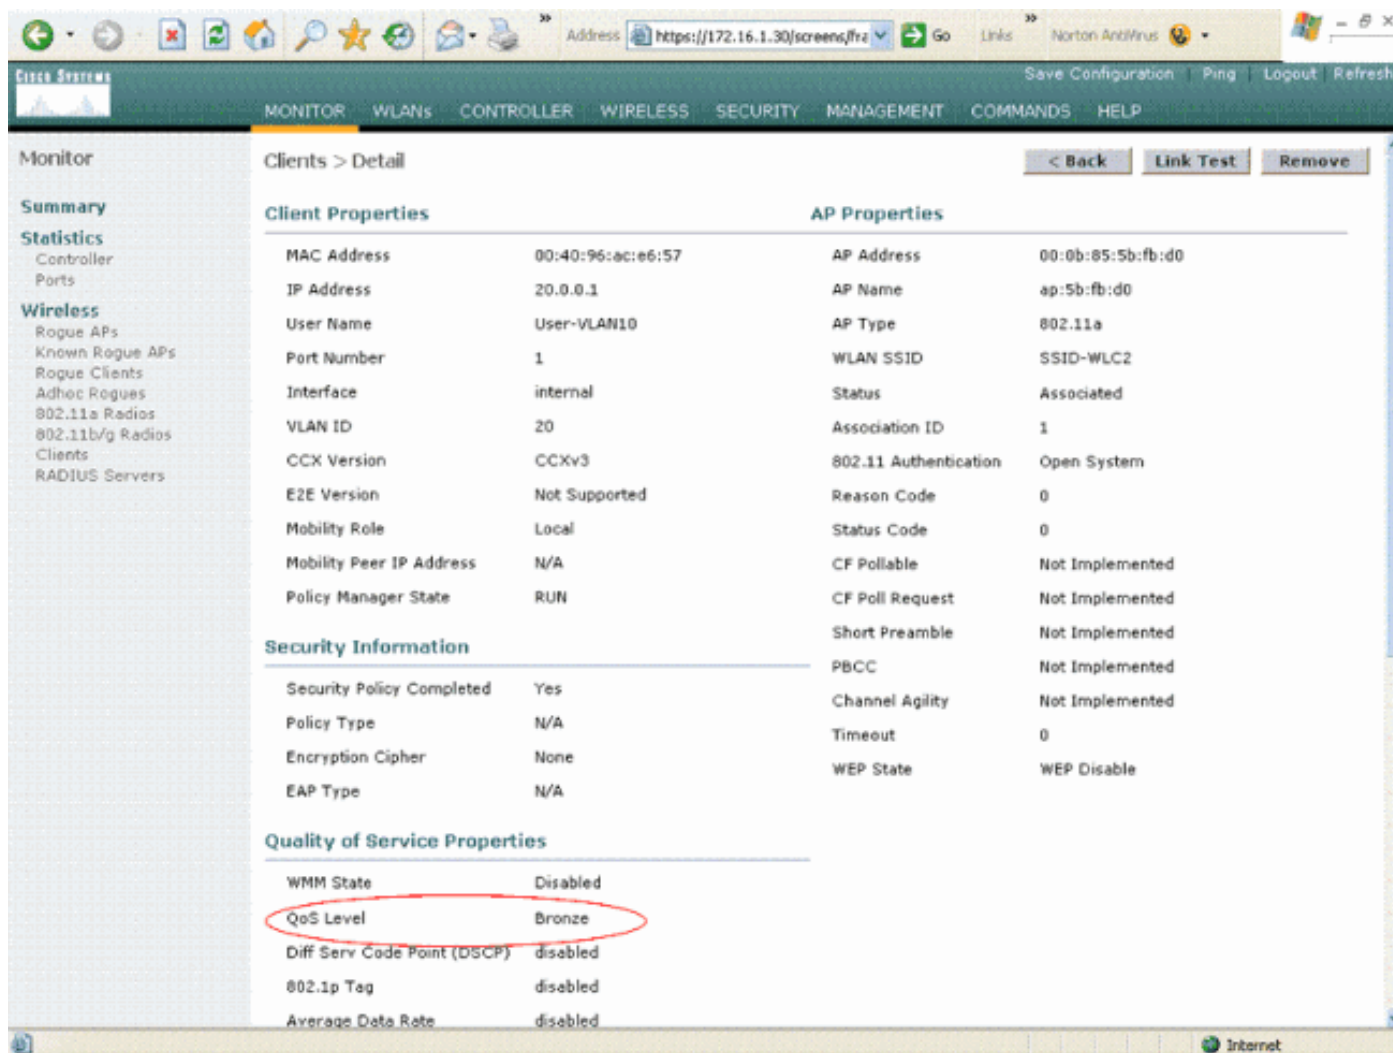 » »
Address https://172.16.1.30/screens/fra Go Links Norton AntiVirus
Cisco Systems
Save Configuration Ping Logout Refresh
MONITOR WLANs CONTROLLER WIRELESS SECURITY MANAGEMENT COMMANDS HELP
Monitor
Summary
Statistics
Controller
Ports
Wireless
Rogue APs
Known Rogue APs
Rogue Clients
Adhoc Rogues
802.11a Radios
802.11b/g Radios
Clients
RADIUS Servers
Clients > Detail
< Back Link Test Remove
Client Properties
MAC Address 00:40:96:ac:e6:57
IP Address 20.0.0.1
User Name User-VLAN10
Port Number 1
Interface internal
VLAN ID 20
CCX Version CCXv3
E2E Version Not Supported
Mobility Role Local
Mobility Peer IP Address N/A
Policy Manager State RUN
Security Information
Security Policy Completed Yes
Policy Type N/A
Encryption Cipher None
EAP Type N/A
Quality of Service Properties
WMM State Disabled
QoS Level Bronze
Diff Serv Code Point (DSCP) disabled
802.1p Tag disabled
Average Data Rate disabled
AP Properties
AP Address 00:0b:85:5b:fb:d0
AP Name ap:5b:fb:d0
AP Type 802.11a
WLAN SSID SSID-WLC2
Status Associated
Association ID 1
802.11 Authentication Open System
Reason Code 0
Status Code 0
CF Pollable Not Implemented
CF Poll Request Not Implemented
Short Preamble Not Implemented
PBCC Not Implemented
Channel Agility Not Implemented
Timeout 0
WEP State WEP Disable
Internet